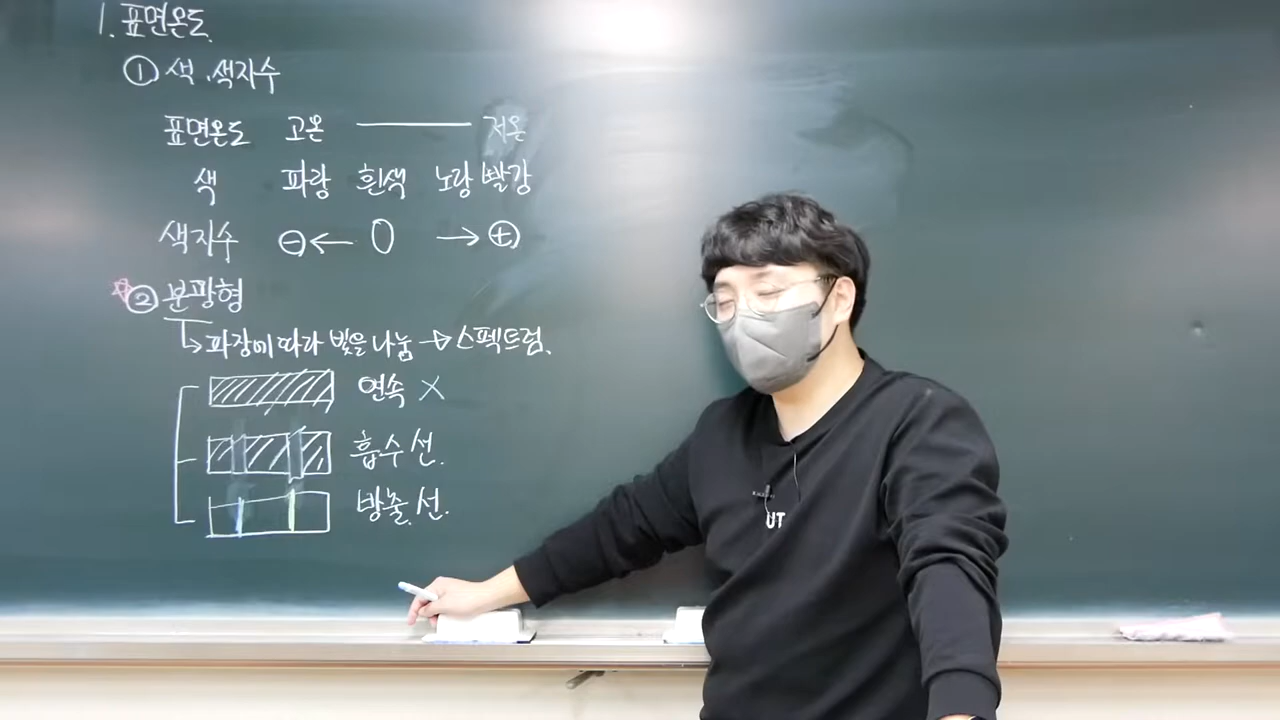 1. 표면온도.
① 색, 색지수
표면온도 고온 ─── 저온
색 파랑 흰색 노랑 빨강
색지수 ⊖← 0 →⊕
☆② 분광형
↳ 파장에 따라 빛을 나눔 → 스펙트럼.
연속 X
흡수 선.
방출 선.
UT